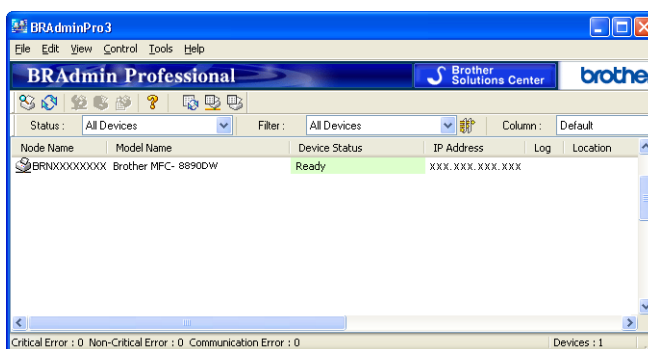 BRAdminPro3
File Edit View Control Tools Help
BRAdmin Professional Brother Solutions Center brothe
?
Status : All Devices Filter : All Devices Column : Default
Node Name Model Name Device Status IP Address Log Location
BRNXXXXXXX Brother MFC- 8890DW Ready XXX.XXX.XXX.XXX
Critical Error : 0 Non-Critical Error : 0 Communication Error : 0 Devices : 1